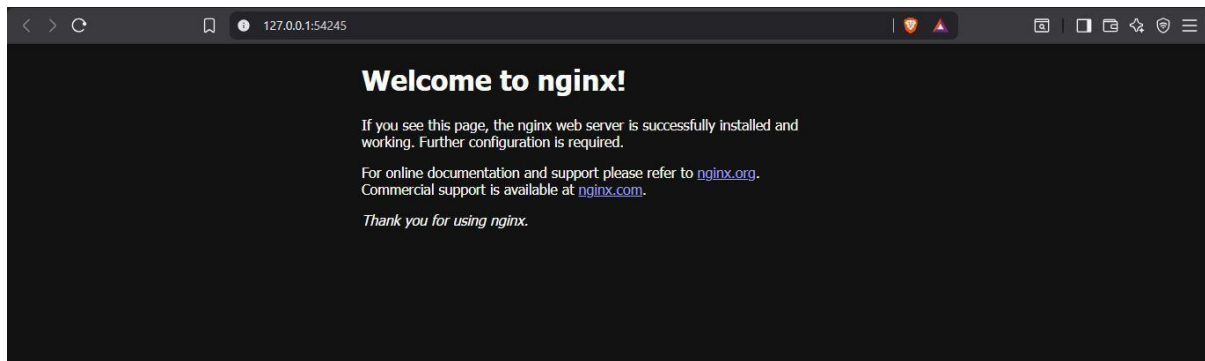 127.0.0.1:54245
Welcome to nginx!
If you see this page, the nginx web server is successfully installed and
working. Further configuration is required.
For online documentation and support please refer to nginx.org.
Commercial support is available at nginx.com.
Thank you for using nginx.